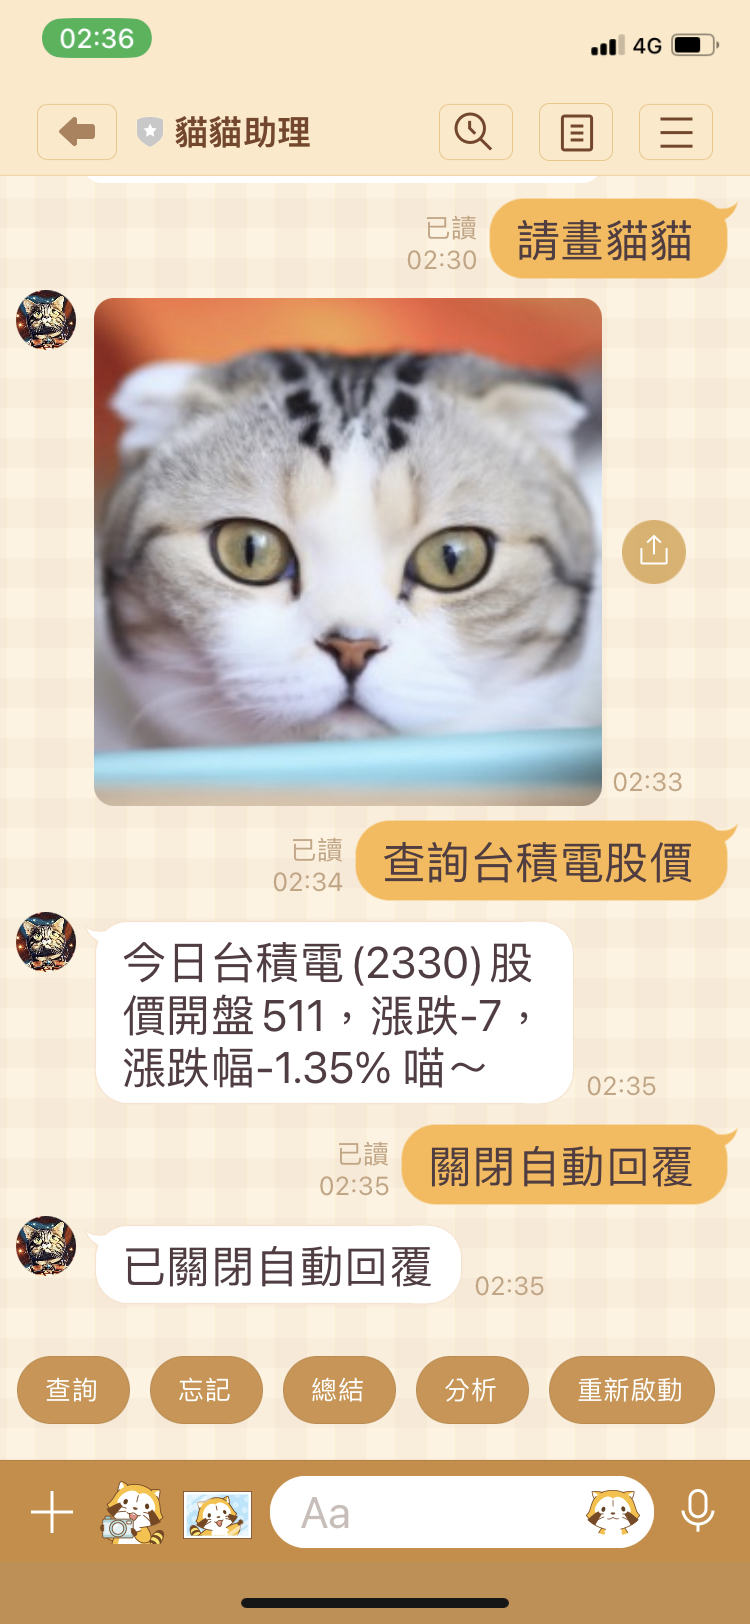 02:36
4G
貓貓助理
已讀
02:30
請畫貓貓
02:33
已讀
02:34
查詢台積電股價
今日台積電(2330)股
價開盤511，漲跌-7，
漲跌幅-1.35% 喵～
02:35
已讀
02:35
關閉自動回覆
已關閉自動回覆
02:35
查詢
忘記
總結
分析
重新啟動
Aa